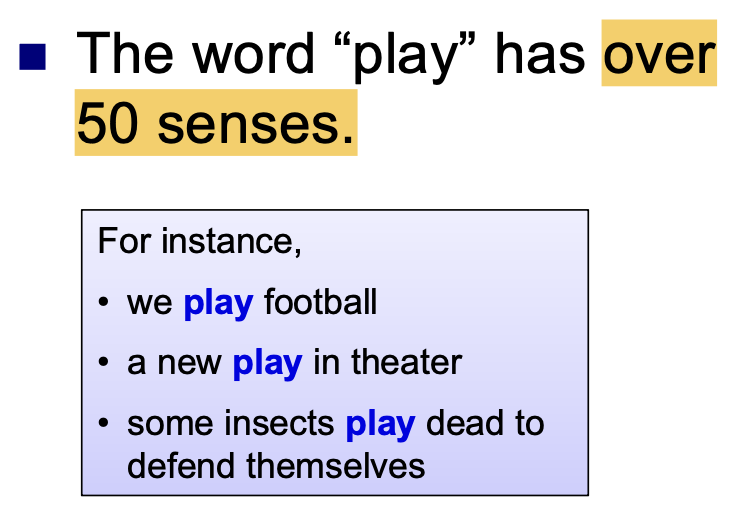 The word “play” has over
50 senses.
For instance,
• we play football
• a new play in theater
• some insects play dead to
defend themselves